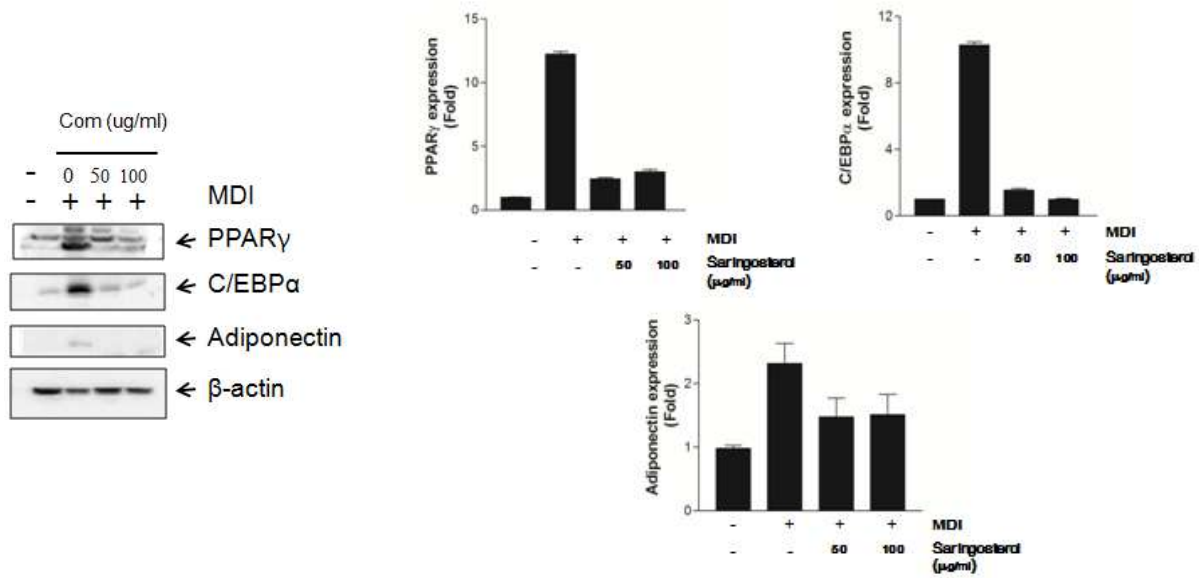 Com (ug/ml)
- 0 50 100
- + + + MDI
PPARγ
C/EBPα
Adiponectin
β-actin
PPARγ expression
(Fold)
15
10
5
0
- + + + MDI
- - 50 100 Saringosterol
(μg/ml)
C/EBPα expression
(Fold)
12
8
4
0
- + + + MDI
- - 50 100 Saringosterol
(μg/ml)
Adiponectin expression
(Fold)
3
2
1
0
- + + + MDI
- - 50 100 Saringosterol
(μg/ml)